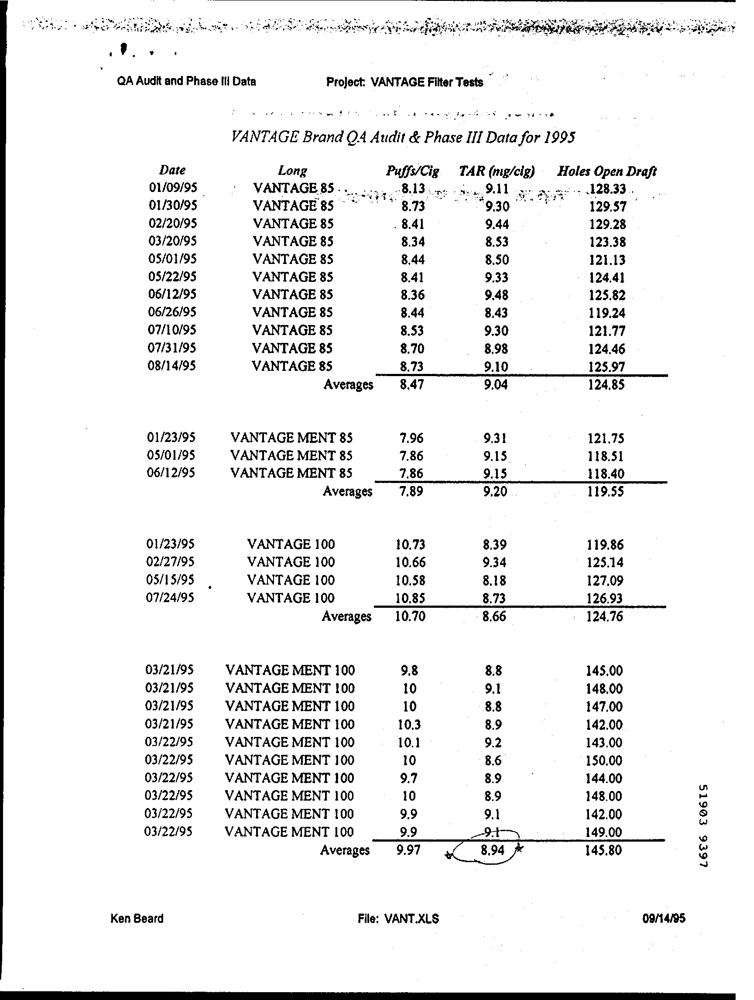 QA Audit and Phase III Data Project: VANTAGE Filter Tests
VANTAGE Brand QA Audit & Phase III Data for 1995
Date Long Puffs/Cig TAR (mg/cig) Holes Open Draft
01/09/95 VANTAGE 85 8.13 9.11 128.33
01/30/95 VANTAGE 85 8.73 9.30 129.57
02/20/95 VANTAGE 85 8.41 9.44 129.28
03/20/95 VANTAGE 85 8.34 8.53 123.38
05/01/95 VANTAGE 85 8.44 8.50 121.13
05/22/95 VANTAGE 85 8.41 9.33 124.41
06/12/95 VANTAGE 85 8.36 9.48 125.82
06/26/95 VANTAGE 85 8.44 8.43 119.24
07/10/95 VANTAGE 85 8.53 9.30 121.77
07/31/95 VANTAGE 85 8.70 8.98 124.46
08/14/95 VANTAGE 85 8.73 9.10 125.97
Averages 8.47 9.04 124.85
01/23/95 VANTAGE MENT 85 7.96 9.31 121.75
05/01/95 VANTAGE MENT 85 7.86 9.15 118.51
06/12/95 VANTAGE MENT 85 7.86 9.15 118.40
Averages 7.89 9.20 119.55
01/23/95 VANTAGE 100 10.73 8.39 119.86
02/27/95 VANTAGE 100 10.66 9.34 125.14
05/15/95 VANTAGE 100 10.58 8.18 127.09
07/24/95 VANTAGE 100 10.85 8.73 126.93
Averages 10.70 8.66 124.76
03/21/95 VANTAGE MENT 100 9.8 8.8 145.00
03/21/95 VANTAGE MENT 100 10 9.1 148.00
03/21/95 VANTAGE MENT 100 10 8.8 147.00
03/21/95 VANTAGE MENT 100 10.3 8.9 142.00
03/22/95 VANTAGE MENT 100 10.1 9.2 143.00
03/22/95 VANTAGE MENT 100 10 8.6 150.00
03/22/95 VANTAGE MENT 100 9.7 8.9 144.00
03/22/95 VANTAGE MENT 100 10 8.9 148.00
03/22/95 VANTAGE MENT 100 9.9 9.1 142.00
03/22/95 VANTAGE MENT 100 9.9 9.1 149.00
Averages 9.97 8.94 145.80
51903 9397
Ken Beard File: VANT.XLS 09/14/95